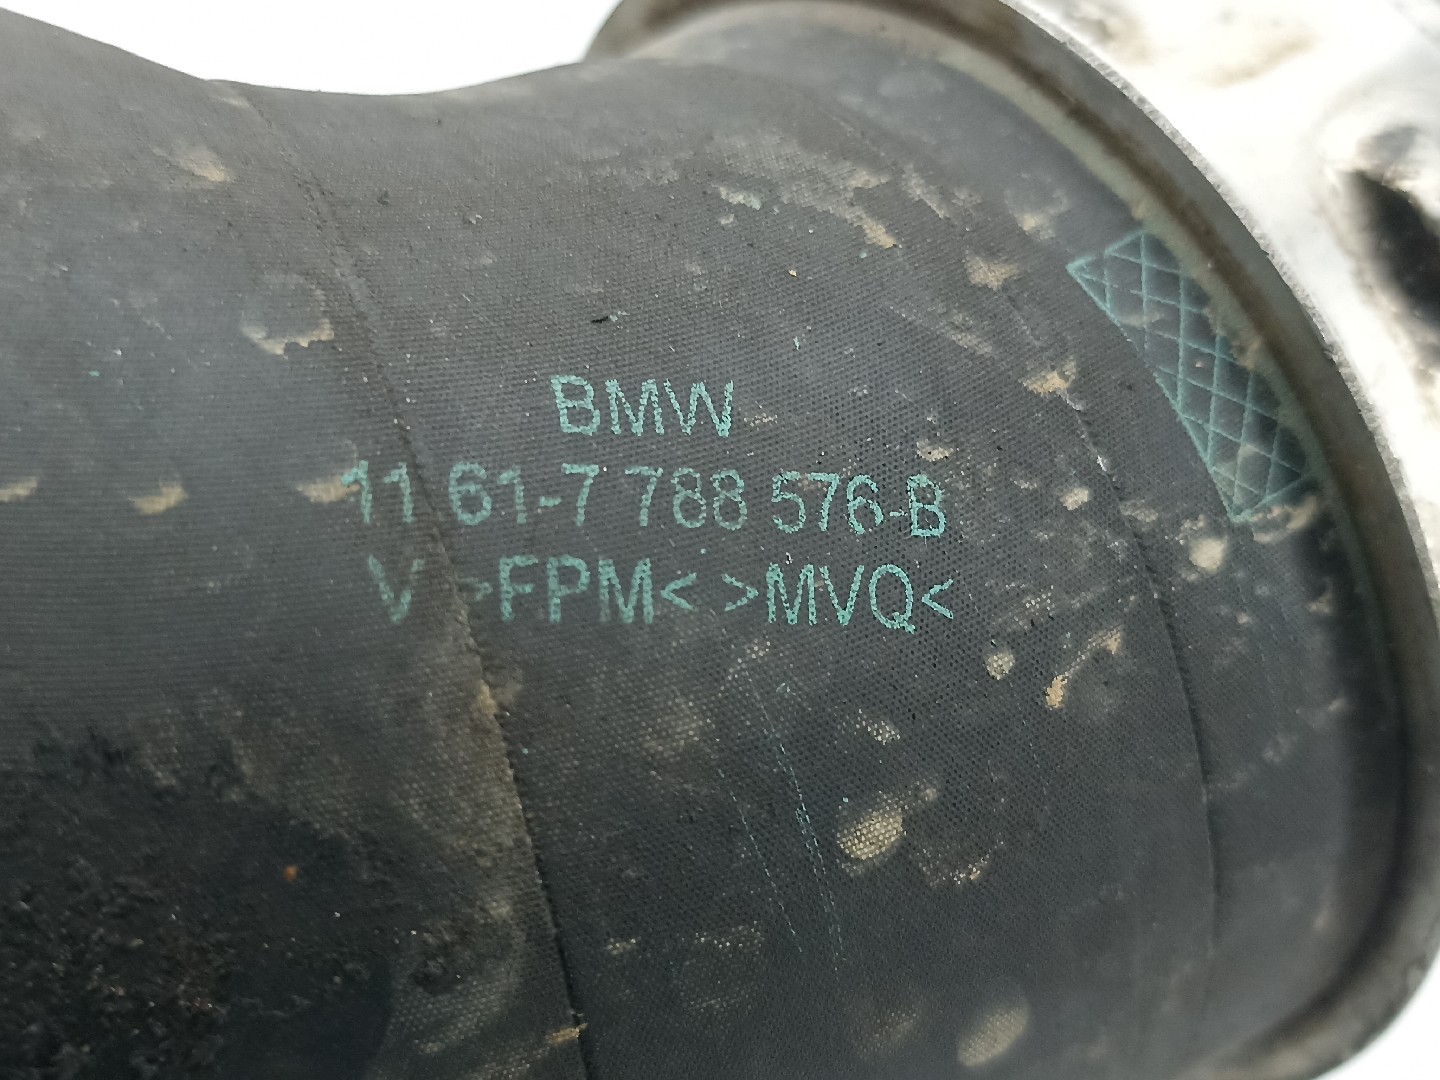 BMW
11 61-7 788 576-B
V >FPM< >MVQ<